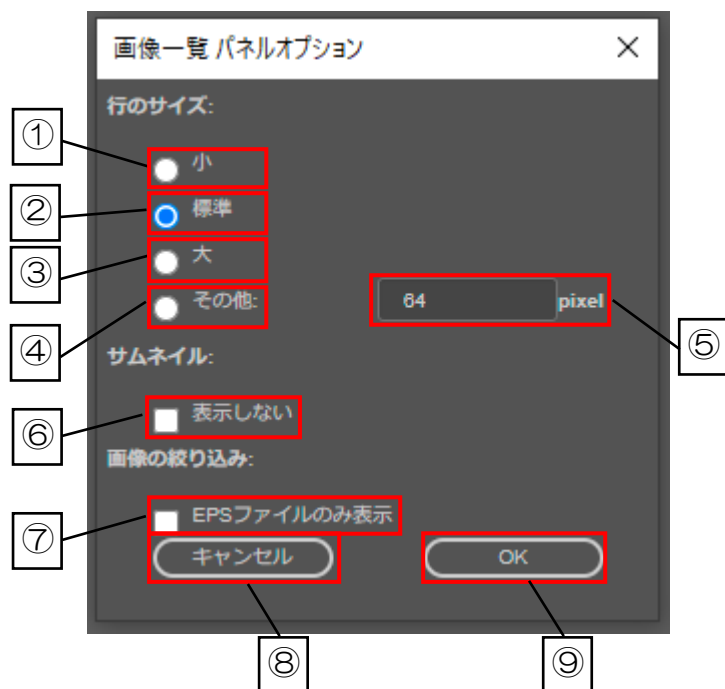 画像一覧 パネルオプション
行のサイズ:
① 小
② 標準
③ 大
④ その他: 64 pixel ⑤
サムネイル:
⑥ 表示しない
画像の絞り込み:
⑦ EPSファイルのみ表示
キャンセル OK
⑧ ⑨